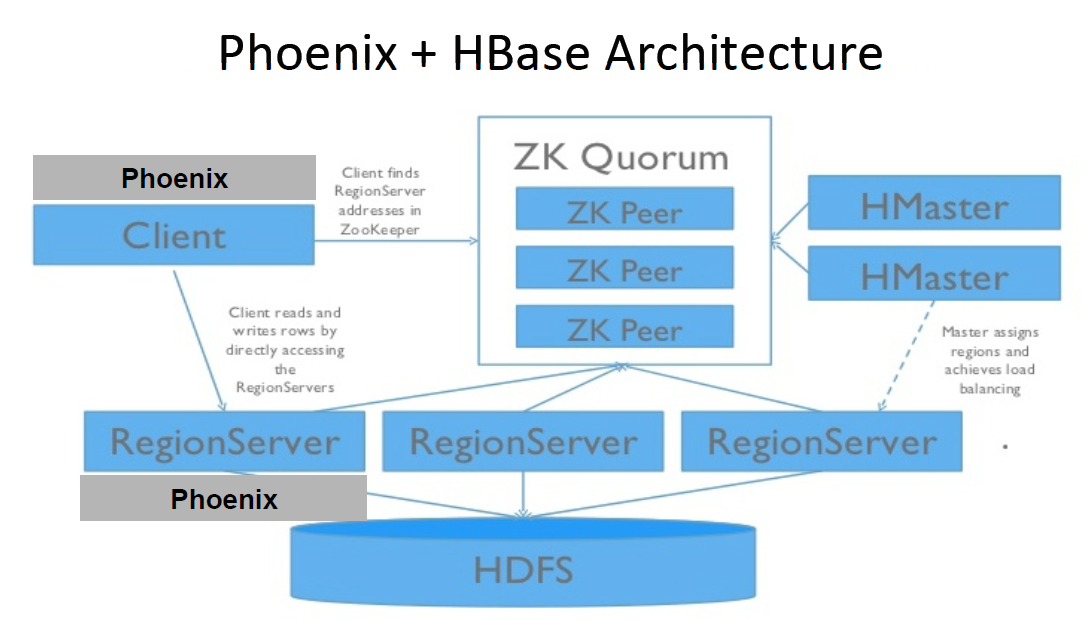 Phoenix + HBase Architecture
Phoenix
Client
Client finds
RegionServer
addresses in
ZooKeeper
ZK Quorum
ZK Peer
ZK Peer
ZK Peer
HMaster
HMaster
Client reads and
writes rows by
directly accessing
the
RegionServers
Master assigns
regions and
achieves load
balancing
RegionServer
RegionServer
RegionServer
Phoenix
HDFS